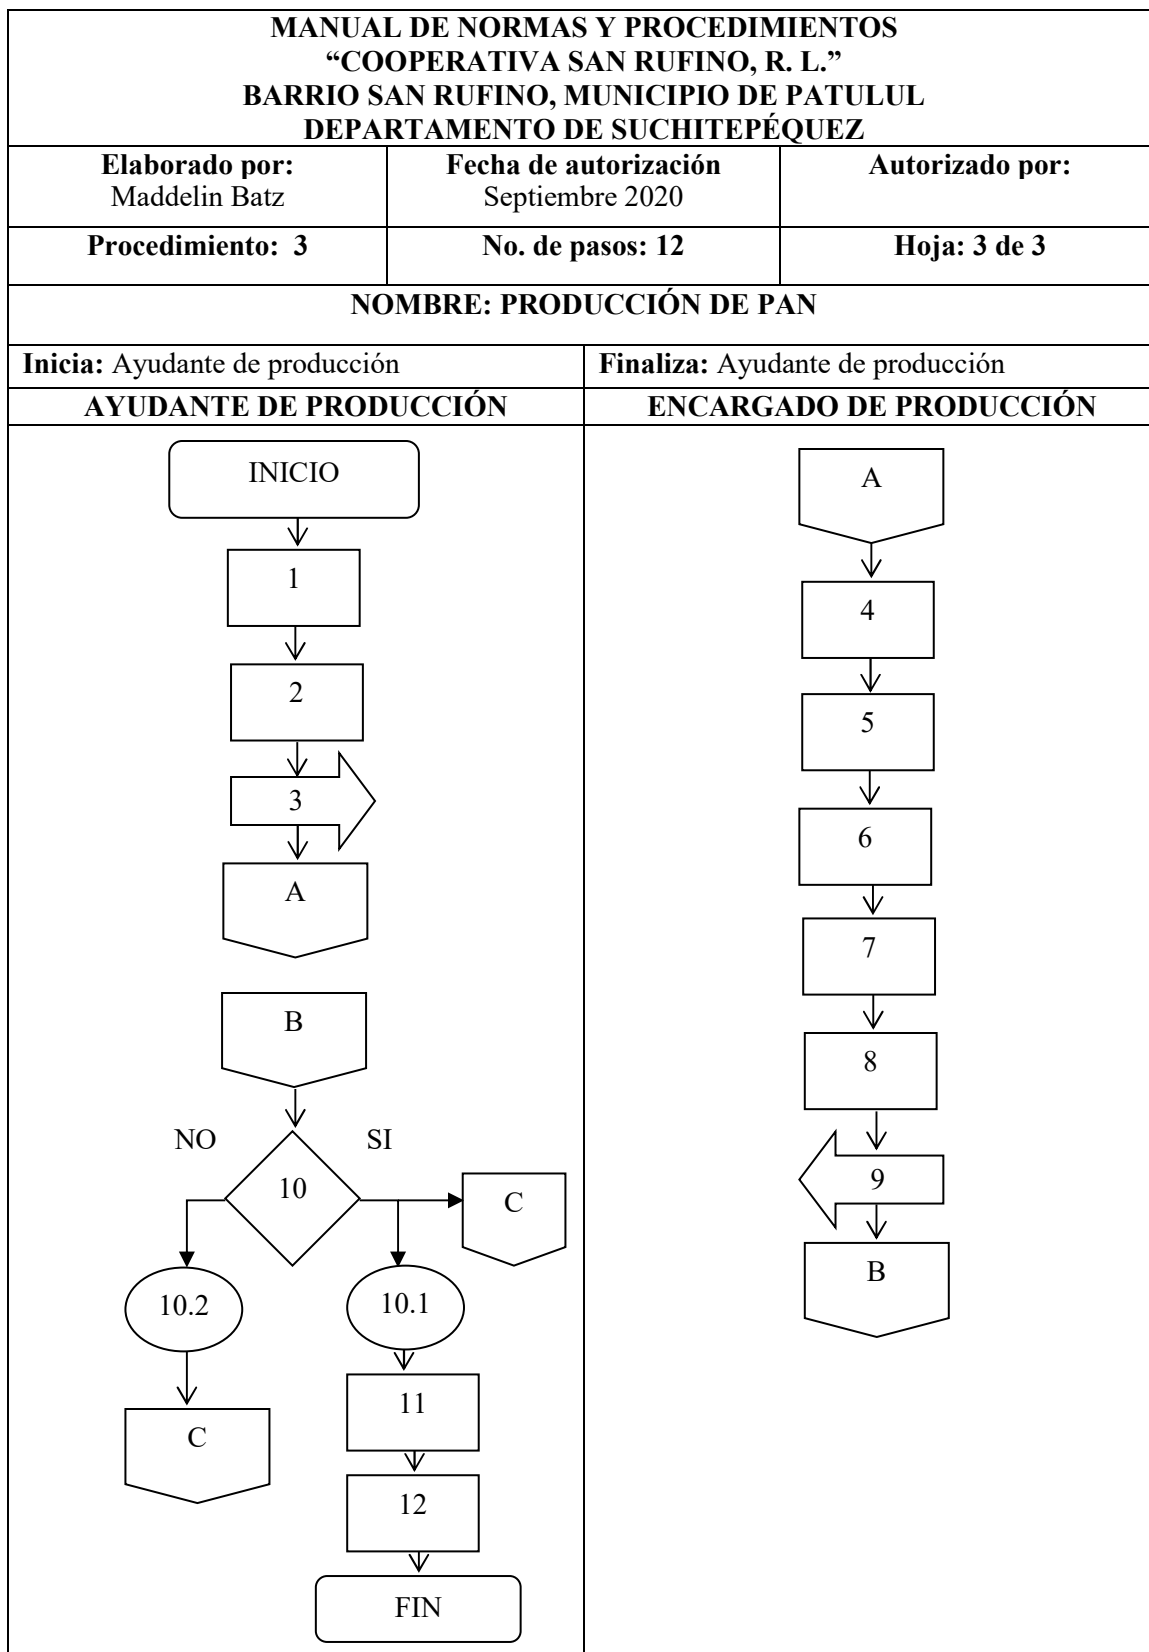 MANUAL DE NORMAS Y PROCEDIMIENTOS
“COOPERATIVA SAN RUFINO, R. L.”
BARRIO SAN RUFINO, MUNICIPIO DE PATULUL
DEPARTAMENTO DE SUCHITEPÉQUEZ
Elaborado por:
Maddelin Batz
Fecha de autorización
Septiembre 2020
Autorizado por:
Procedimiento: 3
No. de pasos: 12
Hoja: 3 de 3
NOMBRE: PRODUCCIÓN DE PAN
Inicia: Ayudante de producción
Finaliza: Ayudante de producción
AYUDANTE DE PRODUCCIÓN
ENCARGADO DE PRODUCCIÓN
INICIO
1
2
3
A
B
NO
SI
10
C
10.2
10.1
C
11
12
FIN
A
4
5
6
7
8
9
B